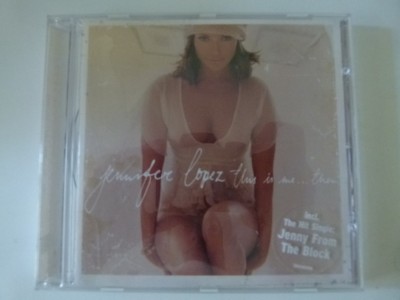 jennifer lopez this is me...then
incl.
The Hit Single,
Jenny From
The Block